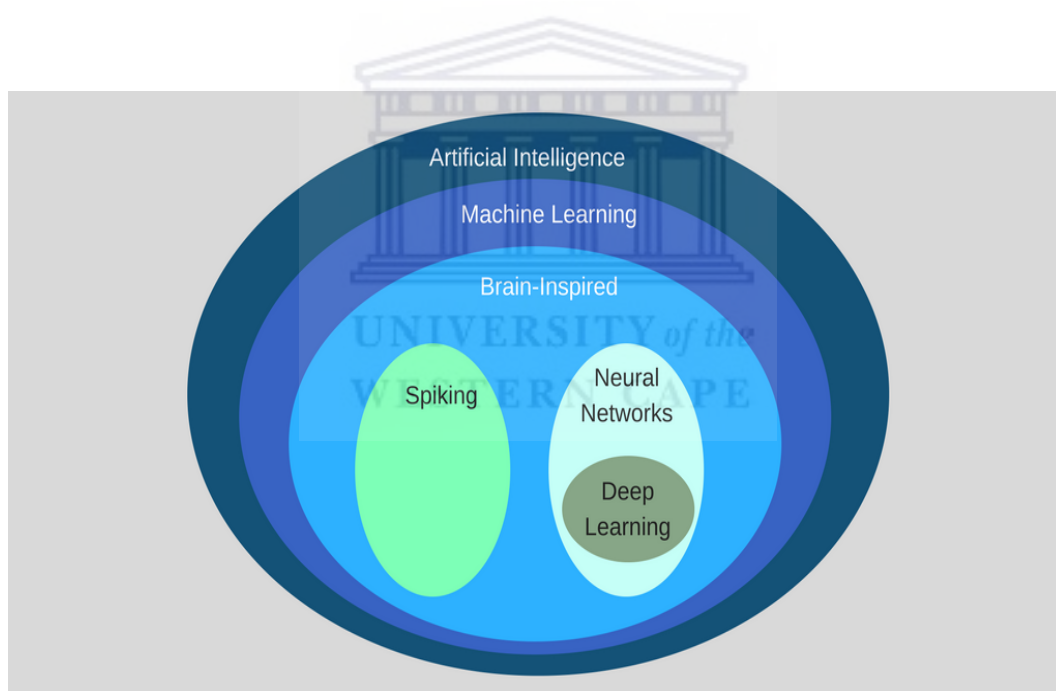 Artificial Intelligence
Machine Learning
Brain-Inspired
UNIVERSITY of the
WESTERN CAPE
Spiking
Neural
Networks
Deep
Learning